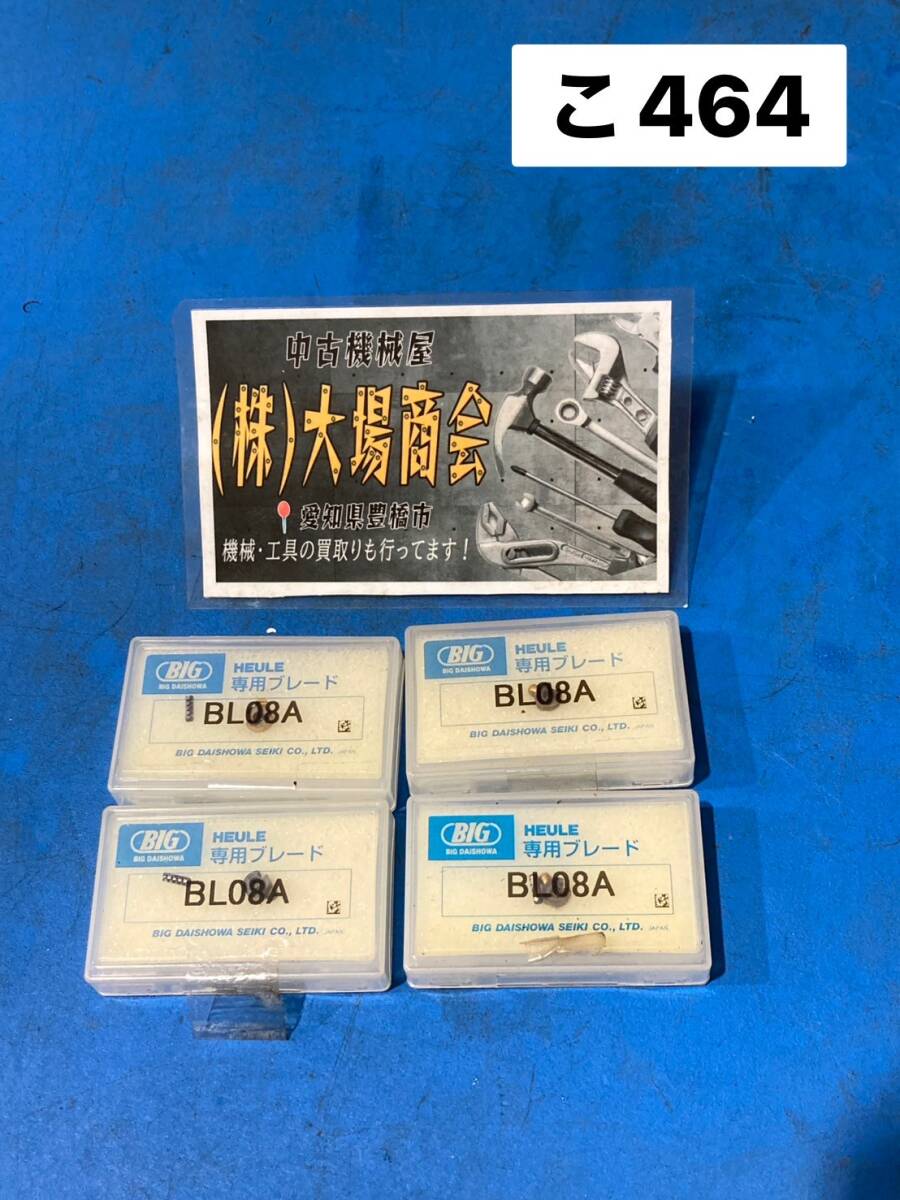 こ464
中古機械屋
(株)大場商会
愛知県豊橋市
機械・工具の買取りも行ってます!
BIG
BIG DAISHOWA
HEULE
専用ブレード
BL08A
BIG DAISHOWA SEIKI CO., LTD. JAPAN
BIG
BIG DAISHOWA
HEULE
専用ブレード
BL08A
BIG DAISHOWA SEIKI CO., LTD. JAPAN
BIG
BIG DAISHOWA
HEULE
専用ブレード
BL08A
BIG DAISHOWA SEIKI CO., LTD. JAPAN
BIG
BIG DAISHOWA
HEULE
専用ブレード
BL08A
BIG DAISHOWA SEIKI CO., LTD. JAPAN